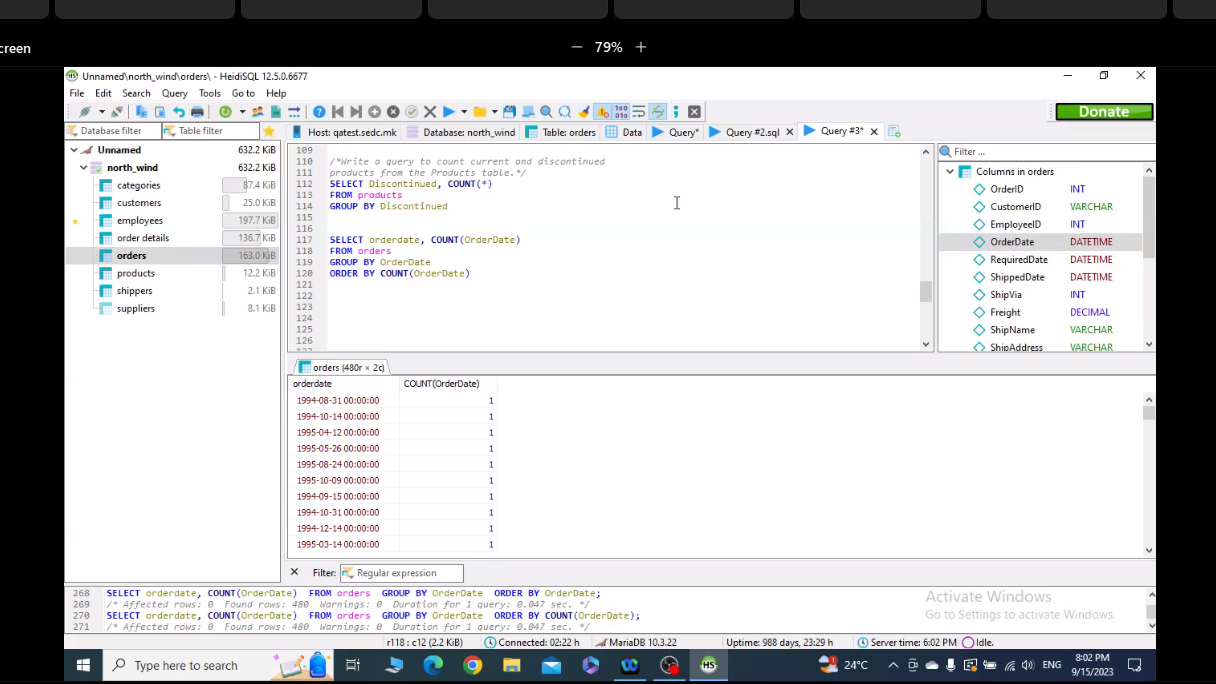 creen
79%
Unnamed\north_wind\orders\ - HeidiSQL 12.5.0.6677
File Edit Search Query Tools Go to Help
Donate
Database filter Table filter
Host: qatest.sedc.mk Database: north_wind Table: orders Data Query* Query #2.sql Query #3*
Unnamed 632.2 KiB
north_wind 632.2 KiB
categories 87.4 KiB
customers 25.0 KiB
employees 197.7 KiB
order details 136.7 KiB
orders 163.0 KiB
products 12.2 KiB
shippers 2.1 KiB
suppliers 8.1 KiB
109
110 /*Write a query to count current and discontinued
111 products from the Products table.*/
112 SELECT Discontinued, COUNT(*)
113 FROM products
114 GROUP BY Discontinued
115
116
117 SELECT orderdate, COUNT(OrderDate)
118 FROM orders
119 GROUP BY OrderDate
120 ORDER BY COUNT(OrderDate)
121
122
123
124
125
126
Filter ...
Columns in orders
OrderID INT
CustomerID VARCHAR
EmployeeID INT
OrderDate DATETIME
RequiredDate DATETIME
ShippedDate DATETIME
ShipVia INT
Freight DECIMAL
ShipName VARCHAR
ShipAddress VARCHAR
orders (480r × 2c)
orderdate COUNT(OrderDate)
1994-08-31 00:00:00 1
1994-10-14 00:00:00 1
1995-04-12 00:00:00 1
1995-05-26 00:00:00 1
1995-08-24 00:00:00 1
1995-10-09 00:00:00 1
1994-09-15 00:00:00 1
1994-10-31 00:00:00 1
1994-12-14 00:00:00 1
1995-03-14 00:00:00 1
Filter: Regular expression
268 SELECT orderdate, COUNT(OrderDate) FROM orders GROUP BY OrderDate ORDER BY OrderDate;
269 /* Affected rows: 0 Found rows: 480 Warnings: 0 Duration for 1 query: 0.047 sec. */
270 SELECT orderdate, COUNT(OrderDate) FROM orders GROUP BY OrderDate ORDER BY COUNT(OrderDate);
271 /* Affected rows: 0 Found rows: 480 Warnings: 0 Duration for 1 query: 0.047 sec. */
Activate Windows
Go to Settings to activate Windows.
r118 : c12 (2.2 KiB) Connected: 02:22 h MariaDB 10.3.22 Uptime: 988 days, 23:29 h Server time: 6:02 PM Idle.
Type here to search
24°C
ENG
8:02 PM
9/15/2023